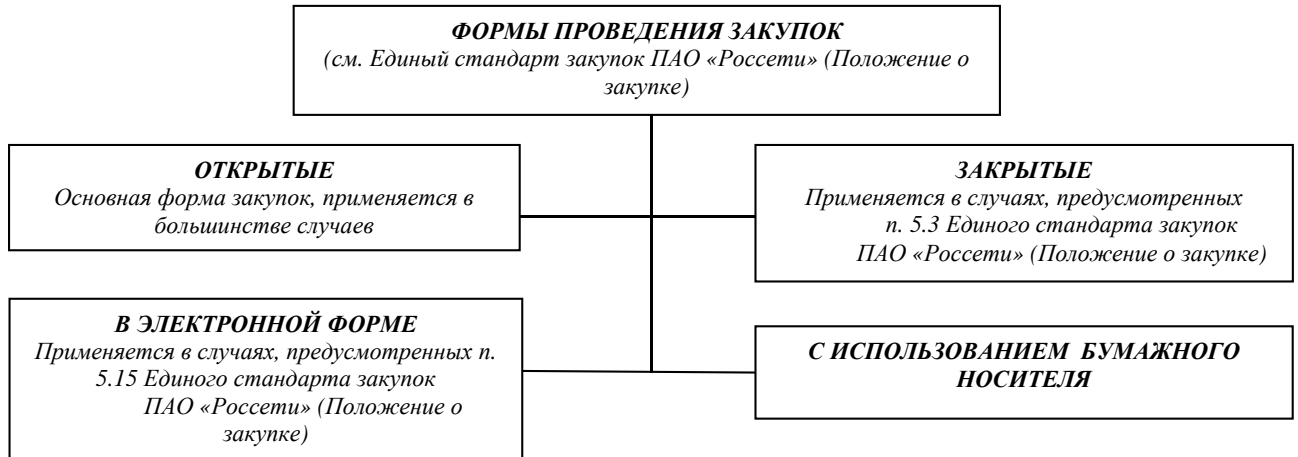 ФОРМЫ ПРОВЕДЕНИЯ ЗАКУПОК
(см. Единый стандарт закупок ПАО «Россети» (Положение о
закупке)
ОТКРЫТЫЕ
Основная форма закупок, применяется в
большинстве случаев
ЗАКРЫТЫЕ
Применяется в случаях, предусмотренных
п. 5.3 Единого стандарта закупок
ПАО «Россети» (Положение о закупке)
В ЭЛЕКТРОННОЙ ФОРМЕ
Применяется в случаях, предусмотренных п.
5.15 Единого стандарта закупок
ПАО «Россети» (Положение о
закупке)
С ИСПОЛЬЗОВАНИЕМ БУМАЖНОГО
НОСИТЕЛЯ